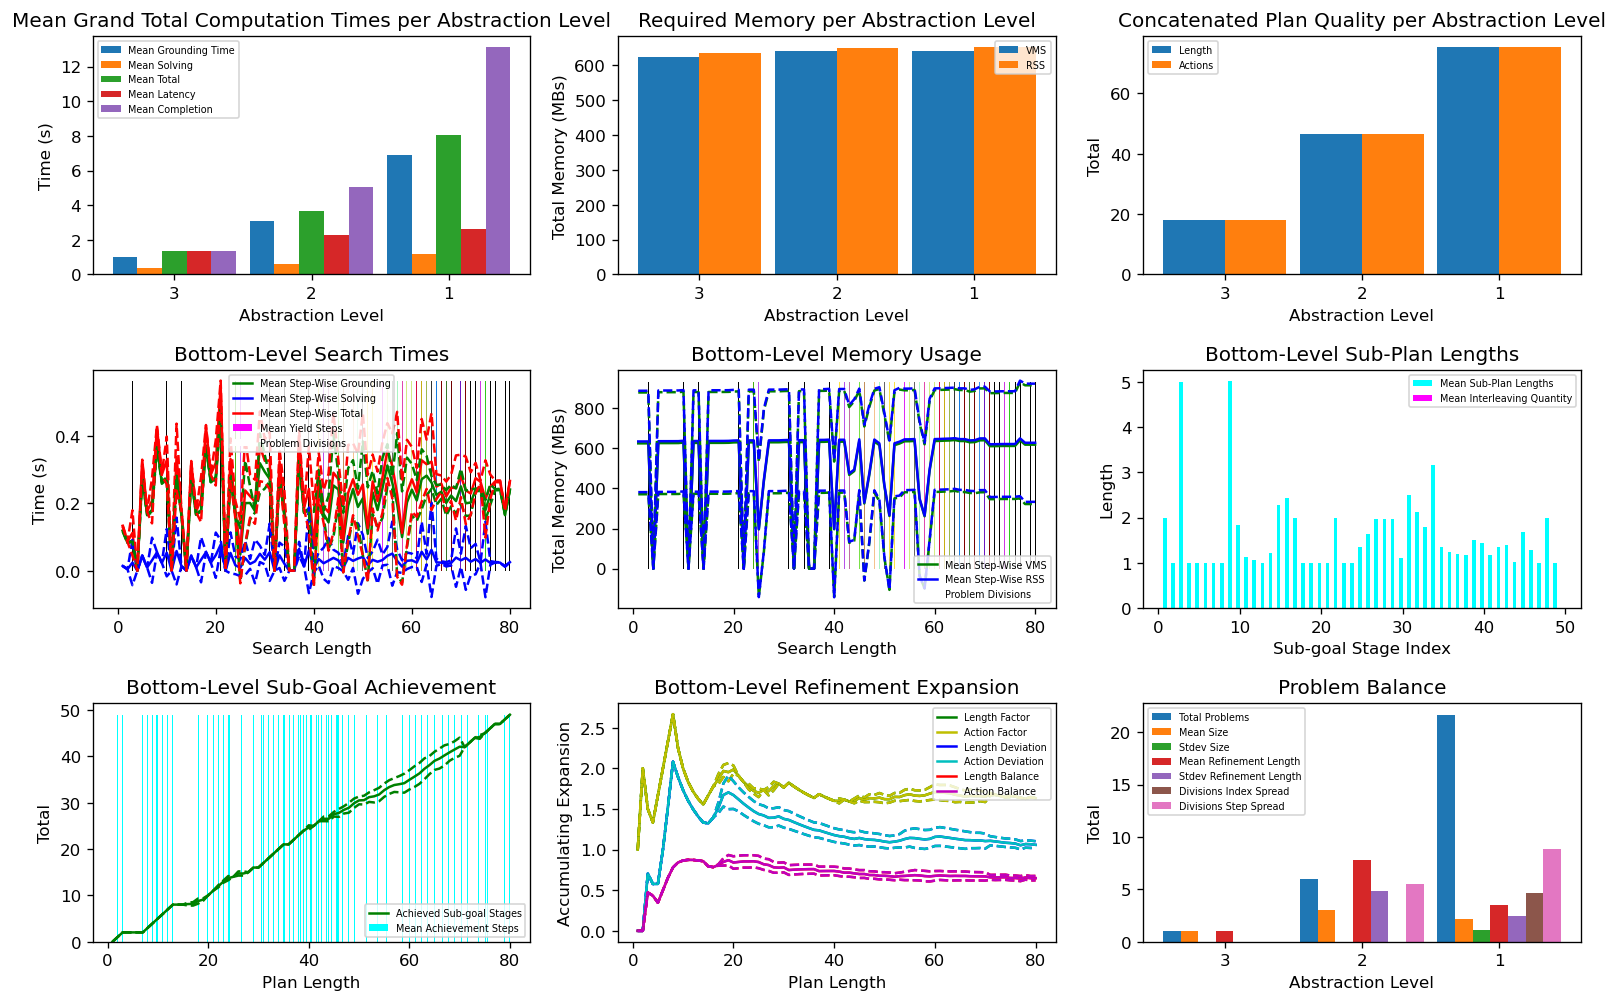 Mean Grand Total Computation Times per Abstraction Level
Time (s)
12
10
8
6
4
2
0
Mean Grounding Time
Mean Solving
Mean Total
Mean Latency
Mean Completion
3 2 1
Abstraction Level
Required Memory per Abstraction Level
Total Memory (MBs)
600
500
400
300
200
100
0
VMS
RSS
3 2 1
Abstraction Level
Concatenated Plan Quality per Abstraction Level
Total
60
40
20
0
Length
Actions
3 2 1
Abstraction Level
Bottom-Level Search Times
Time (s)
0.4
0.2
0.0
Mean Step-Wise Grounding
Mean Step-Wise Solving
Mean Step-Wise Total
Mean Yield Steps
Problem Divisions
0 20 40 60 80
Search Length
Bottom-Level Memory Usage
Total Memory (MBs)
800
600
400
200
0
Mean Step-Wise VMS
Mean Step-Wise RSS
Problem Divisions
0 20 40 60 80
Search Length
Bottom-Level Sub-Plan Lengths
Length
5
4
3
2
1
0
Mean Sub-Plan Lengths
Mean Interleaving Quantity
0 10 20 30 40 50
Sub-goal Stage Index
Bottom-Level Sub-Goal Achievement
Total
50
40
30
20
10
0
Achieved Sub-goal Stages
Mean Achievement Steps
0 20 40 60 80
Plan Length
Bottom-Level Refinement Expansion
Accumulating Expansion
2.5
2.0
1.5
1.0
0.5
0.0
Length Factor
Action Factor
Length Deviation
Action Deviation
Length Balance
Action Balance
0 20 40 60 80
Plan Length
Problem Balance
Total
20
15
10
5
0
Total Problems
Mean Size
Stdev Size
Mean Refinement Length
Stdev Refinement Length
Divisions Index Spread
Divisions Step Spread
3 2 1
Abstraction Level